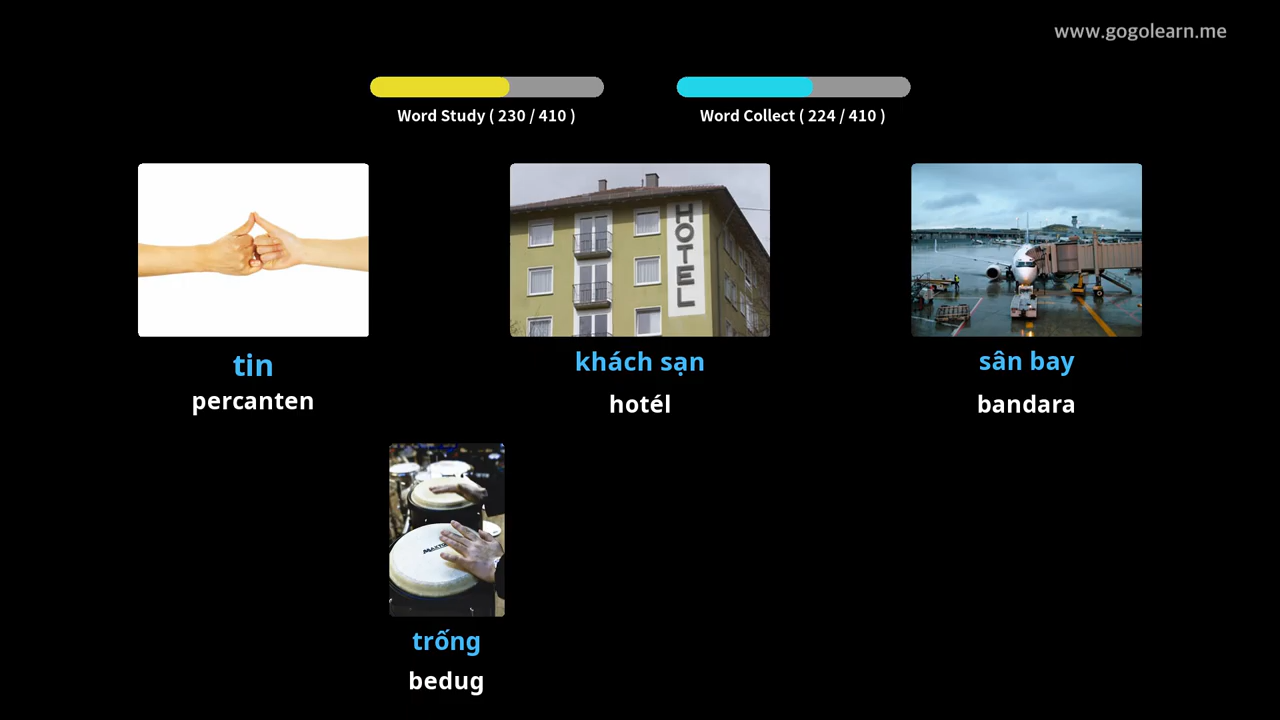 www.gogolearn.me
Word Study ( 230 / 410 )
Word Collect ( 224 / 410 )
HOTEL
tin
khách sạn
sân bay
percanten
hotél
bandara
trống
bedug